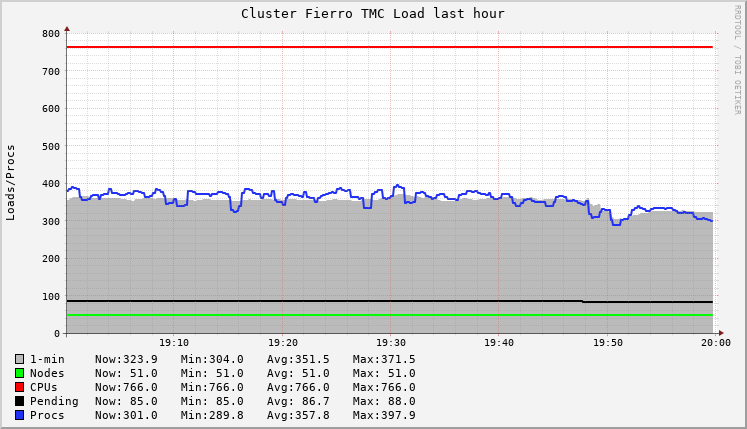 Cluster Fierro TMC Load last hour
RRDTOOL / TOBI OETIKER
Loads/Procs
800
700
600
500
400
300
200
100
0
19:10 19:20 19:30 19:40 19:50 20:00
1-min Now:323.9 Min:304.0 Avg:351.5 Max:371.5
Nodes Now: 51.0 Min: 51.0 Avg: 51.0 Max: 51.0
CPUs Now:766.0 Min:766.0 Avg:766.0 Max:766.0
Pending Now: 85.0 Min: 85.0 Avg: 86.7 Max: 88.0
Procs Now:301.0 Min:289.8 Avg:357.8 Max:397.9